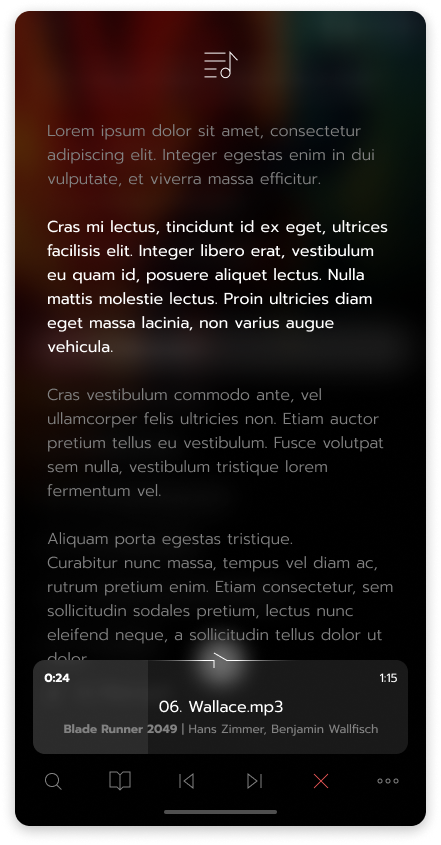 Lorem ipsum dolor sit amet, consectetur
adipiscing elit. Integer egestas enim in dui
vulputate, et viverra massa efficitur.
Cras mi lectus, tincidunt id ex eget, ultrices
facilisis elit. Integer libero erat, vestibulum
eu quam id, posuere aliquet lectus. Nulla
mattis molestie lectus. Proin ultricies diam
eget massa lacinia, non varius augue
vehicula.
Cras vestibulum commodo ante, vel
ullamcorper felis ultricies non. Etiam auctor
pretium tellus eu vestibulum. Fusce volutpat
sem nulla, vestibulum tristique lorem
fermentum vel.
Aliquam porta egestas tristique.
Curabitur nunc massa, tempus vel diam ac,
rutrum pretium enim. Etiam consectetur, sem
sollicitudin sodales pretium, lectus nunc
eleifend neque, a sollicitudin tellus dolor ut
dolor
0:24 1:15
06. Wallace.mp3
Blade Runner 2049 | Hans Zimmer, Benjamin Wallfisch